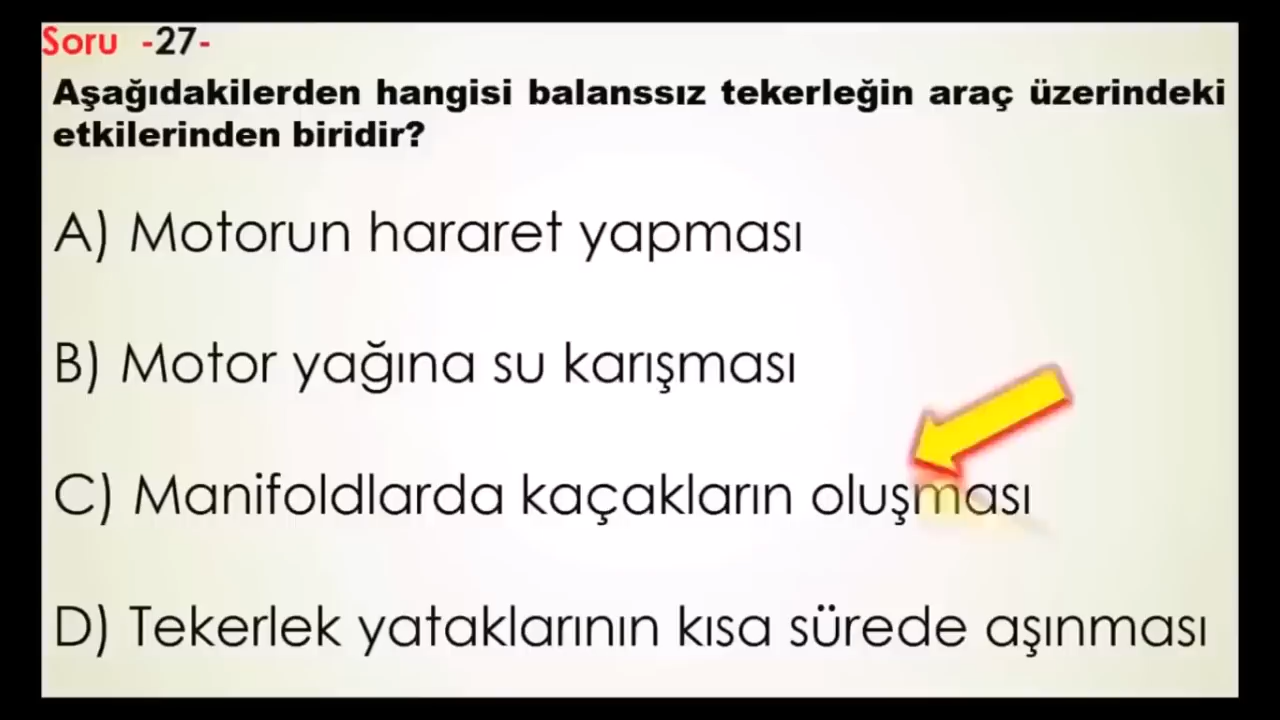 Soru -27-
Aşağıdakilerden hangisi balanssız tekerleğin araç üzerindeki
etkilerinden biridir?
A) Motorun hararet yapması
B) Motor yağına su karışması
C) Manifoldlarda kaçakların oluşması
D) Tekerlek yataklarının kısa sürede aşınması